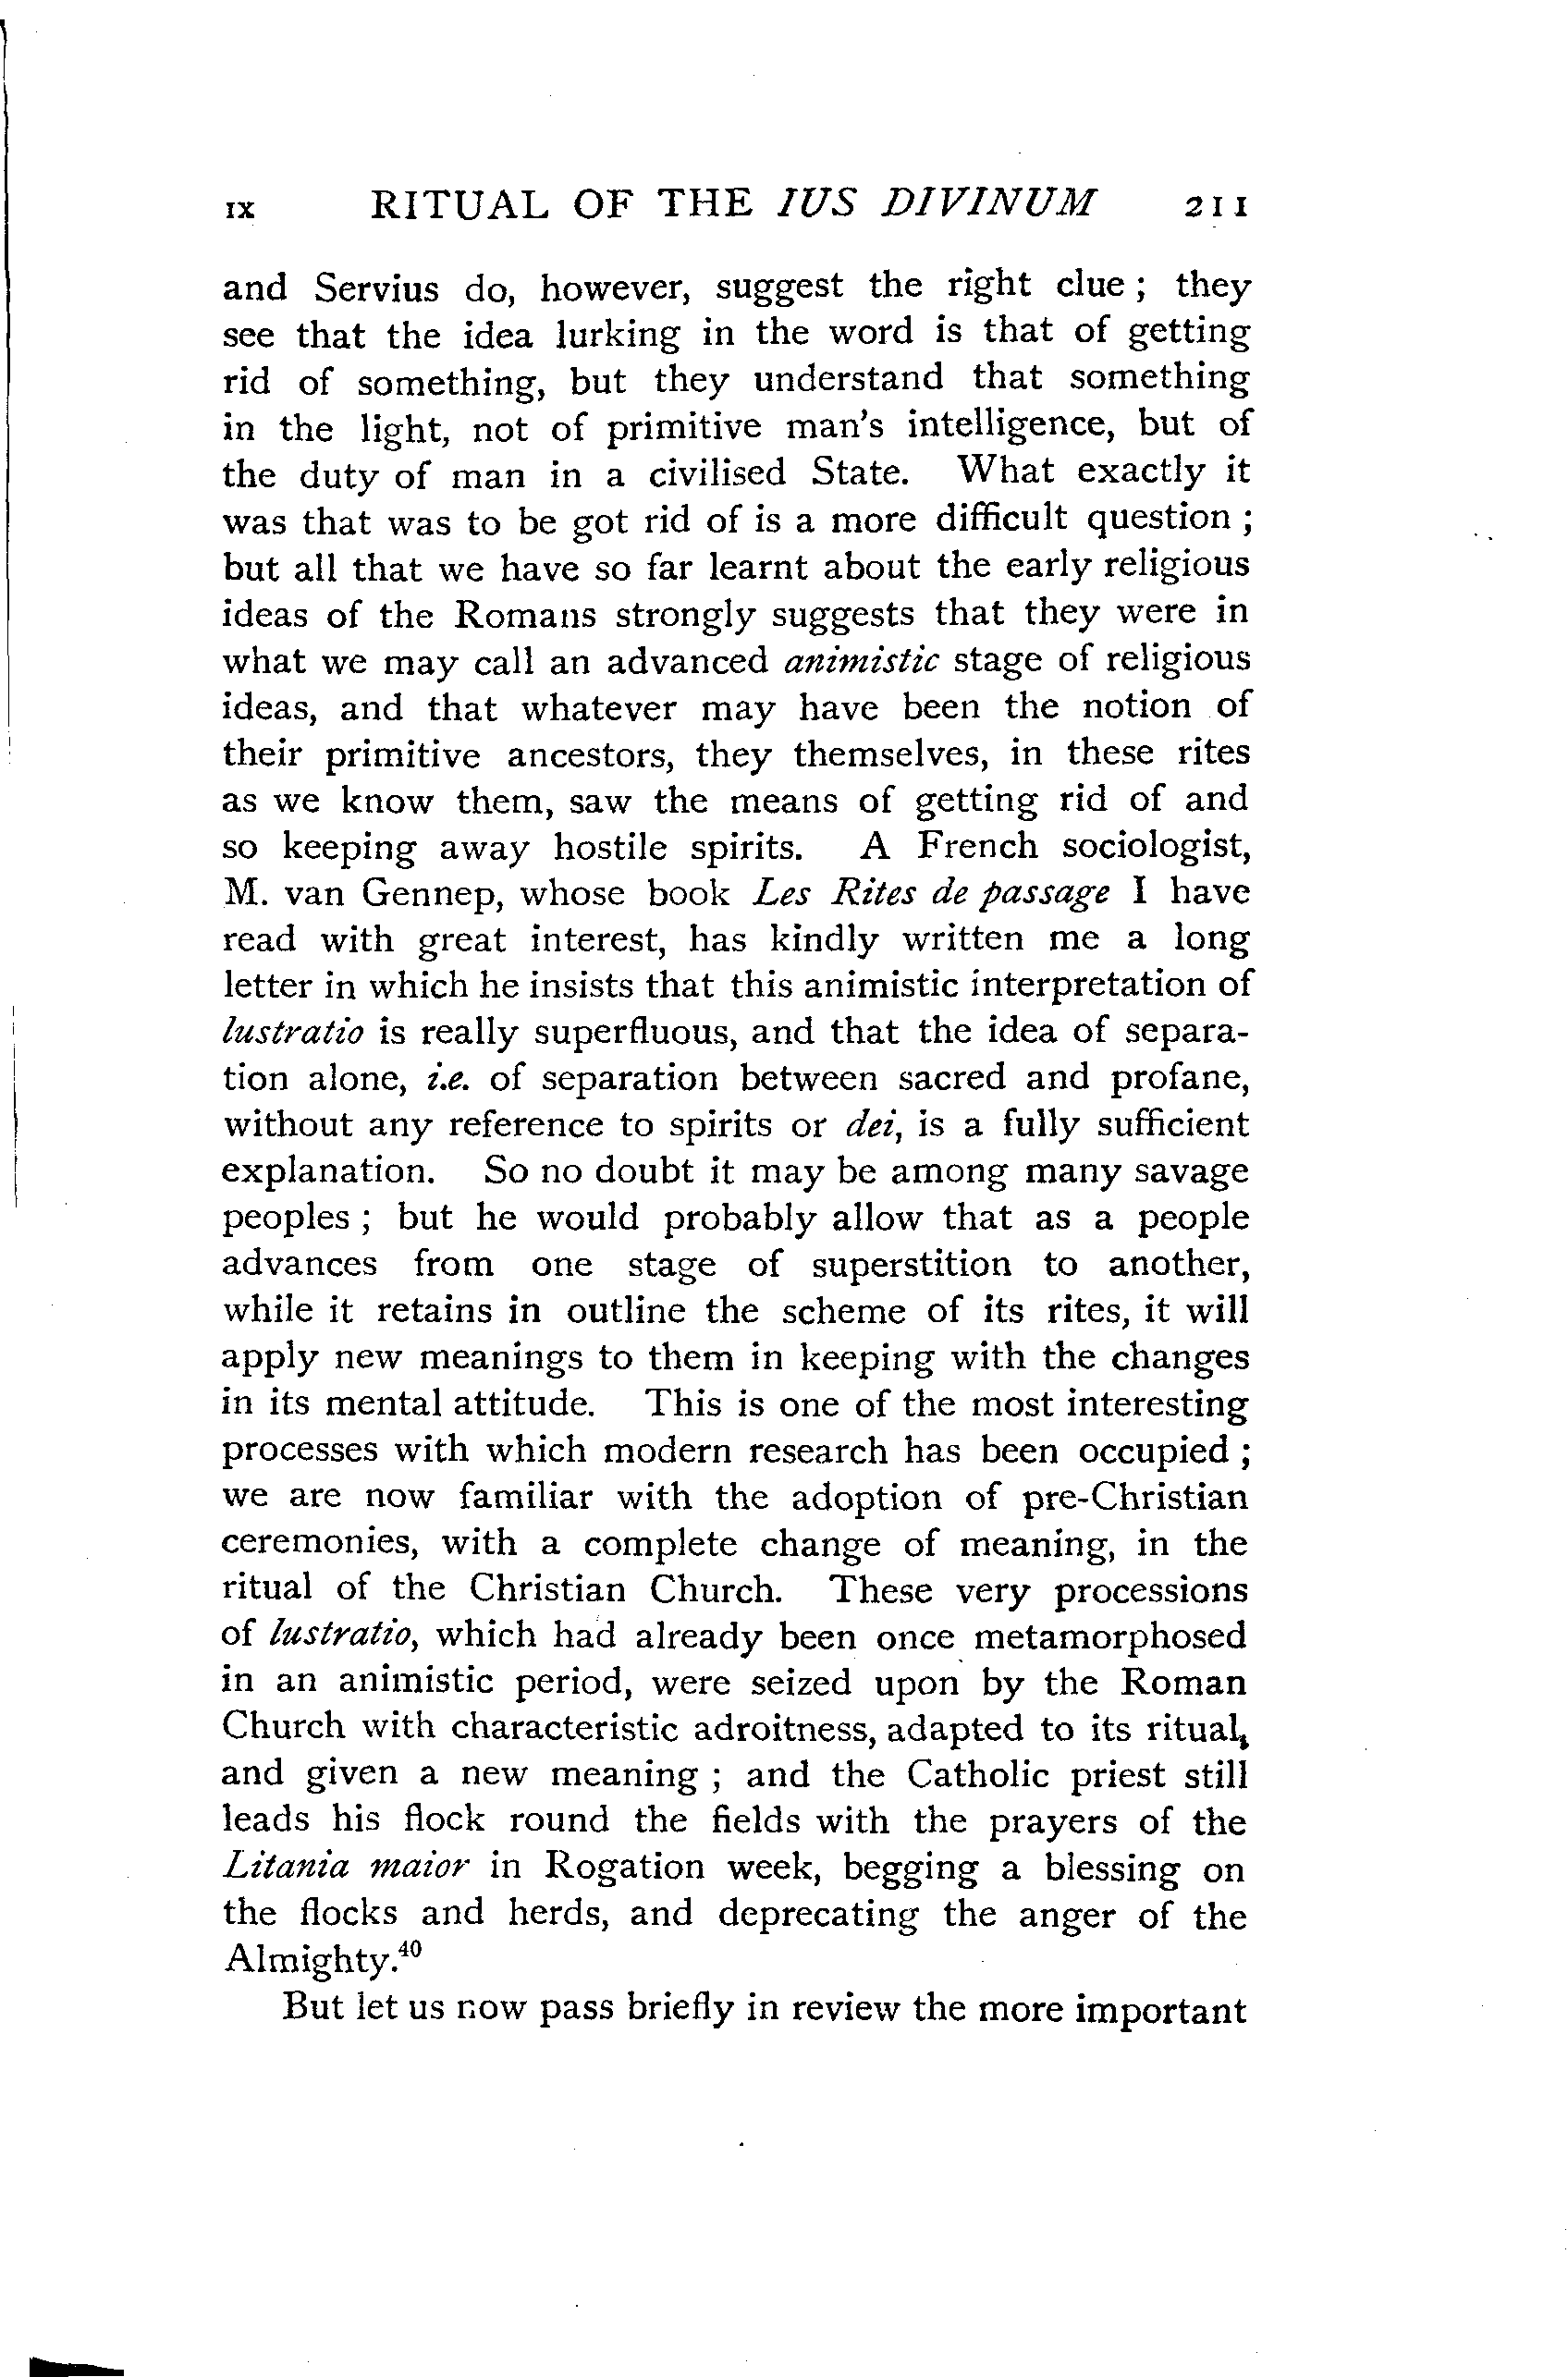 IX RITUAL OF THE IUS DIVINUM 211
and Servius do, however, suggest the right clue ; they
see that the idea lurking in the word is that of getting
rid of something, but they understand that something
in the light, not of primitive man's intelligence, but of
the duty of man in a civilised State. What exactly it
was that was to be got rid of is a more difficult question ;
but all that we have so far learnt about the early religious
ideas of the Romans strongly suggests that they were in
what we may call an advanced animistic stage of religious
ideas, and that whatever may have been the notion of
their primitive ancestors, they themselves, in these rites
as we know them, saw the means of getting rid of and
so keeping away hostile spirits. A French sociologist,
M. van Gennep, whose book Les Rites de passage I have
read with great interest, has kindly written me a long
letter in which he insists that this animistic interpretation of
lustratio is really superfluous, and that the idea of separa-
tion alone, i.e. of separation between sacred and profane,
without any reference to spirits or dei, is a fully sufficient
explanation. So no doubt it may be among many savage
peoples ; but he would probably allow that as a people
advances from one stage of superstition to another,
while it retains in outline the scheme of its rites, it will
apply new meanings to them in keeping with the changes
in its mental attitude. This is one of the most interesting
processes with which modern research has been occupied ;
we are now familiar with the adoption of pre-Christian
ceremonies, with a complete change of meaning, in the
ritual of the Christian Church. These very processions
of lustratio, which had already been once metamorphosed
in an animistic period, were seized upon by the Roman
Church with characteristic adroitness, adapted to its ritual,
and given a new meaning ; and the Catholic priest still
leads his flock round the fields with the prayers of the
Litania maior in Rogation week, begging a blessing on
the flocks and herds, and deprecating the anger of the
Almighty.40
But let us now pass briefly in review the more important